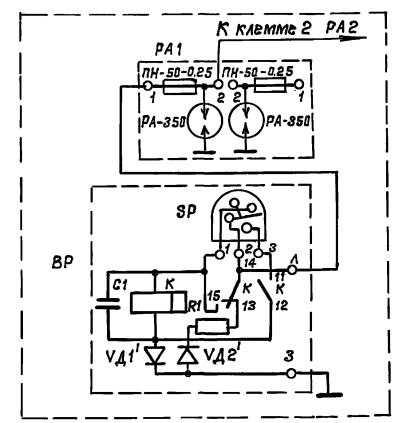 К клемме 2 РА2
РА1
ПН-50-0.25 ПН-50-0.25
1 2 2 1
РА-350 РА-350
SP
ВР
1 2 3
14 11 Л
С1 К К К
R1 15 13 12
VД1' VД2' З